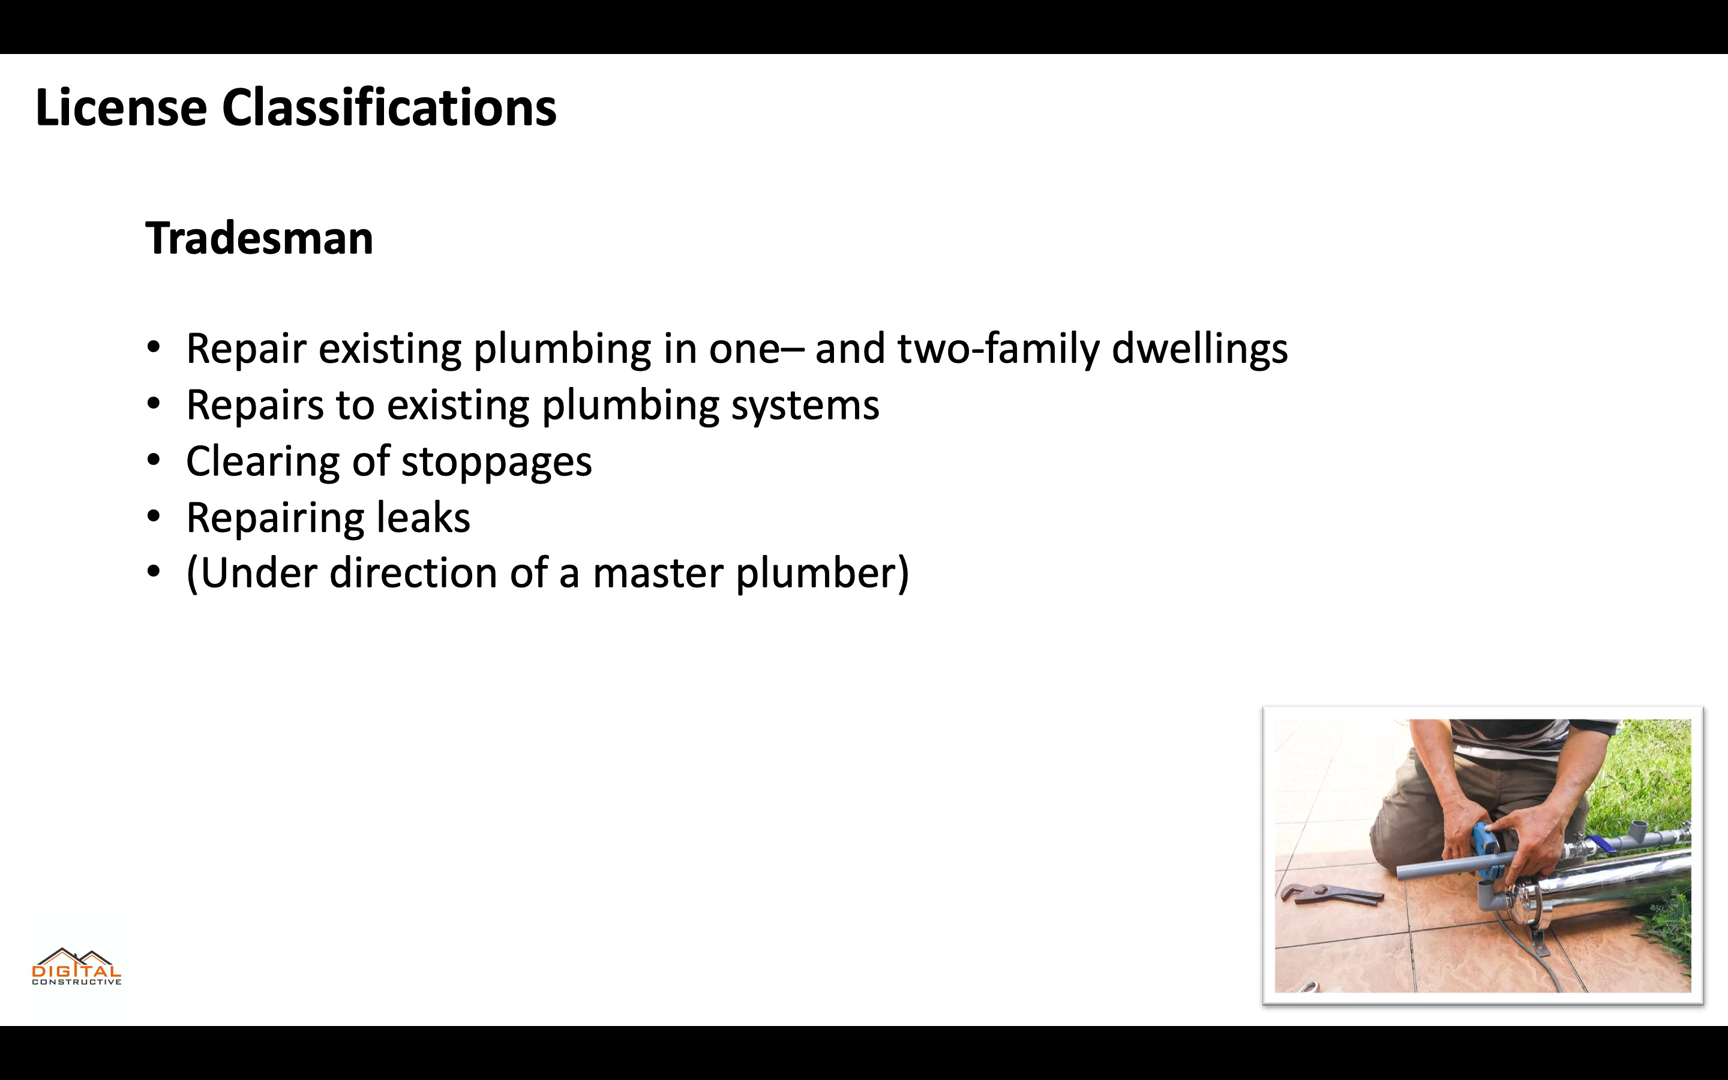 License Classifications
Tradesman
• Repair existing plumbing in one– and two-family dwellings
• Repairs to existing plumbing systems
• Clearing of stoppages
• Repairing leaks
• (Under direction of a master plumber)
DIGITAL
CONSTRUCTIVE